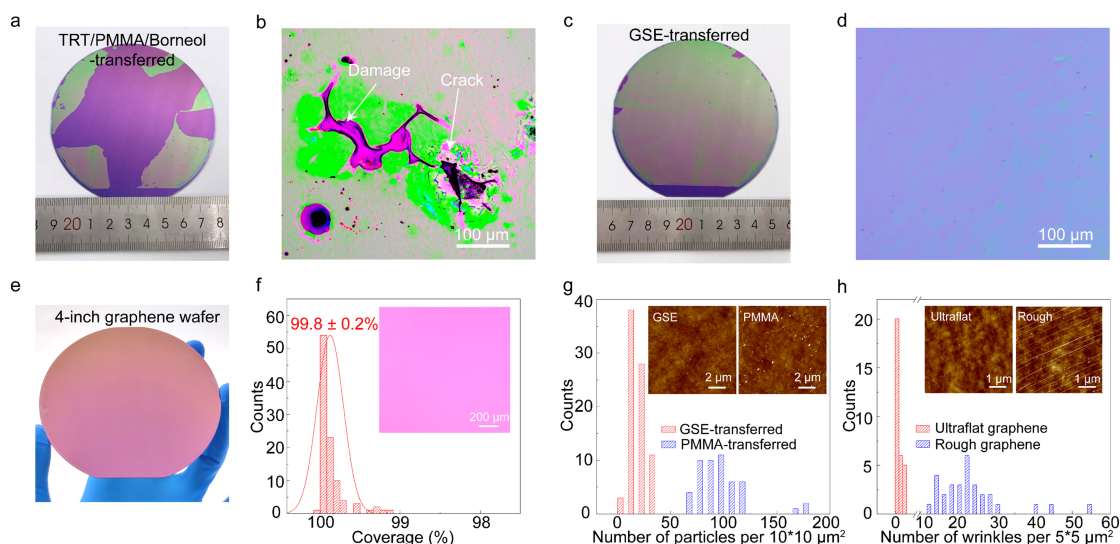 a
TRT/PMMA/Borneol
-transferred
8 9 20 1 2 3 4 5 6 7 8
b
Damage
Crack
100 μm
c
GSE-transferred
6 7 8 9 20 1 2 3 4 5 6
d
100 μm
e
4-inch graphene wafer
f
99.8 ± 0.2%
60
50
40
30
20
10
0
Counts
200 μm
100 99 98
Coverage (%)
g
40
30
20
10
0
Counts
GSE
PMMA
2 μm
2 μm
GSE-transferred
PMMA-transferred
0 50 100 150 200
Number of particles per 10*10 μm²
h
20
15
10
5
0
Counts
Ultraflat
Rough
1 μm
1 μm
Ultraflat graphene
Rough graphene
0 10 20 30 40 50 60
Number of wrinkles per 5*5 μm²